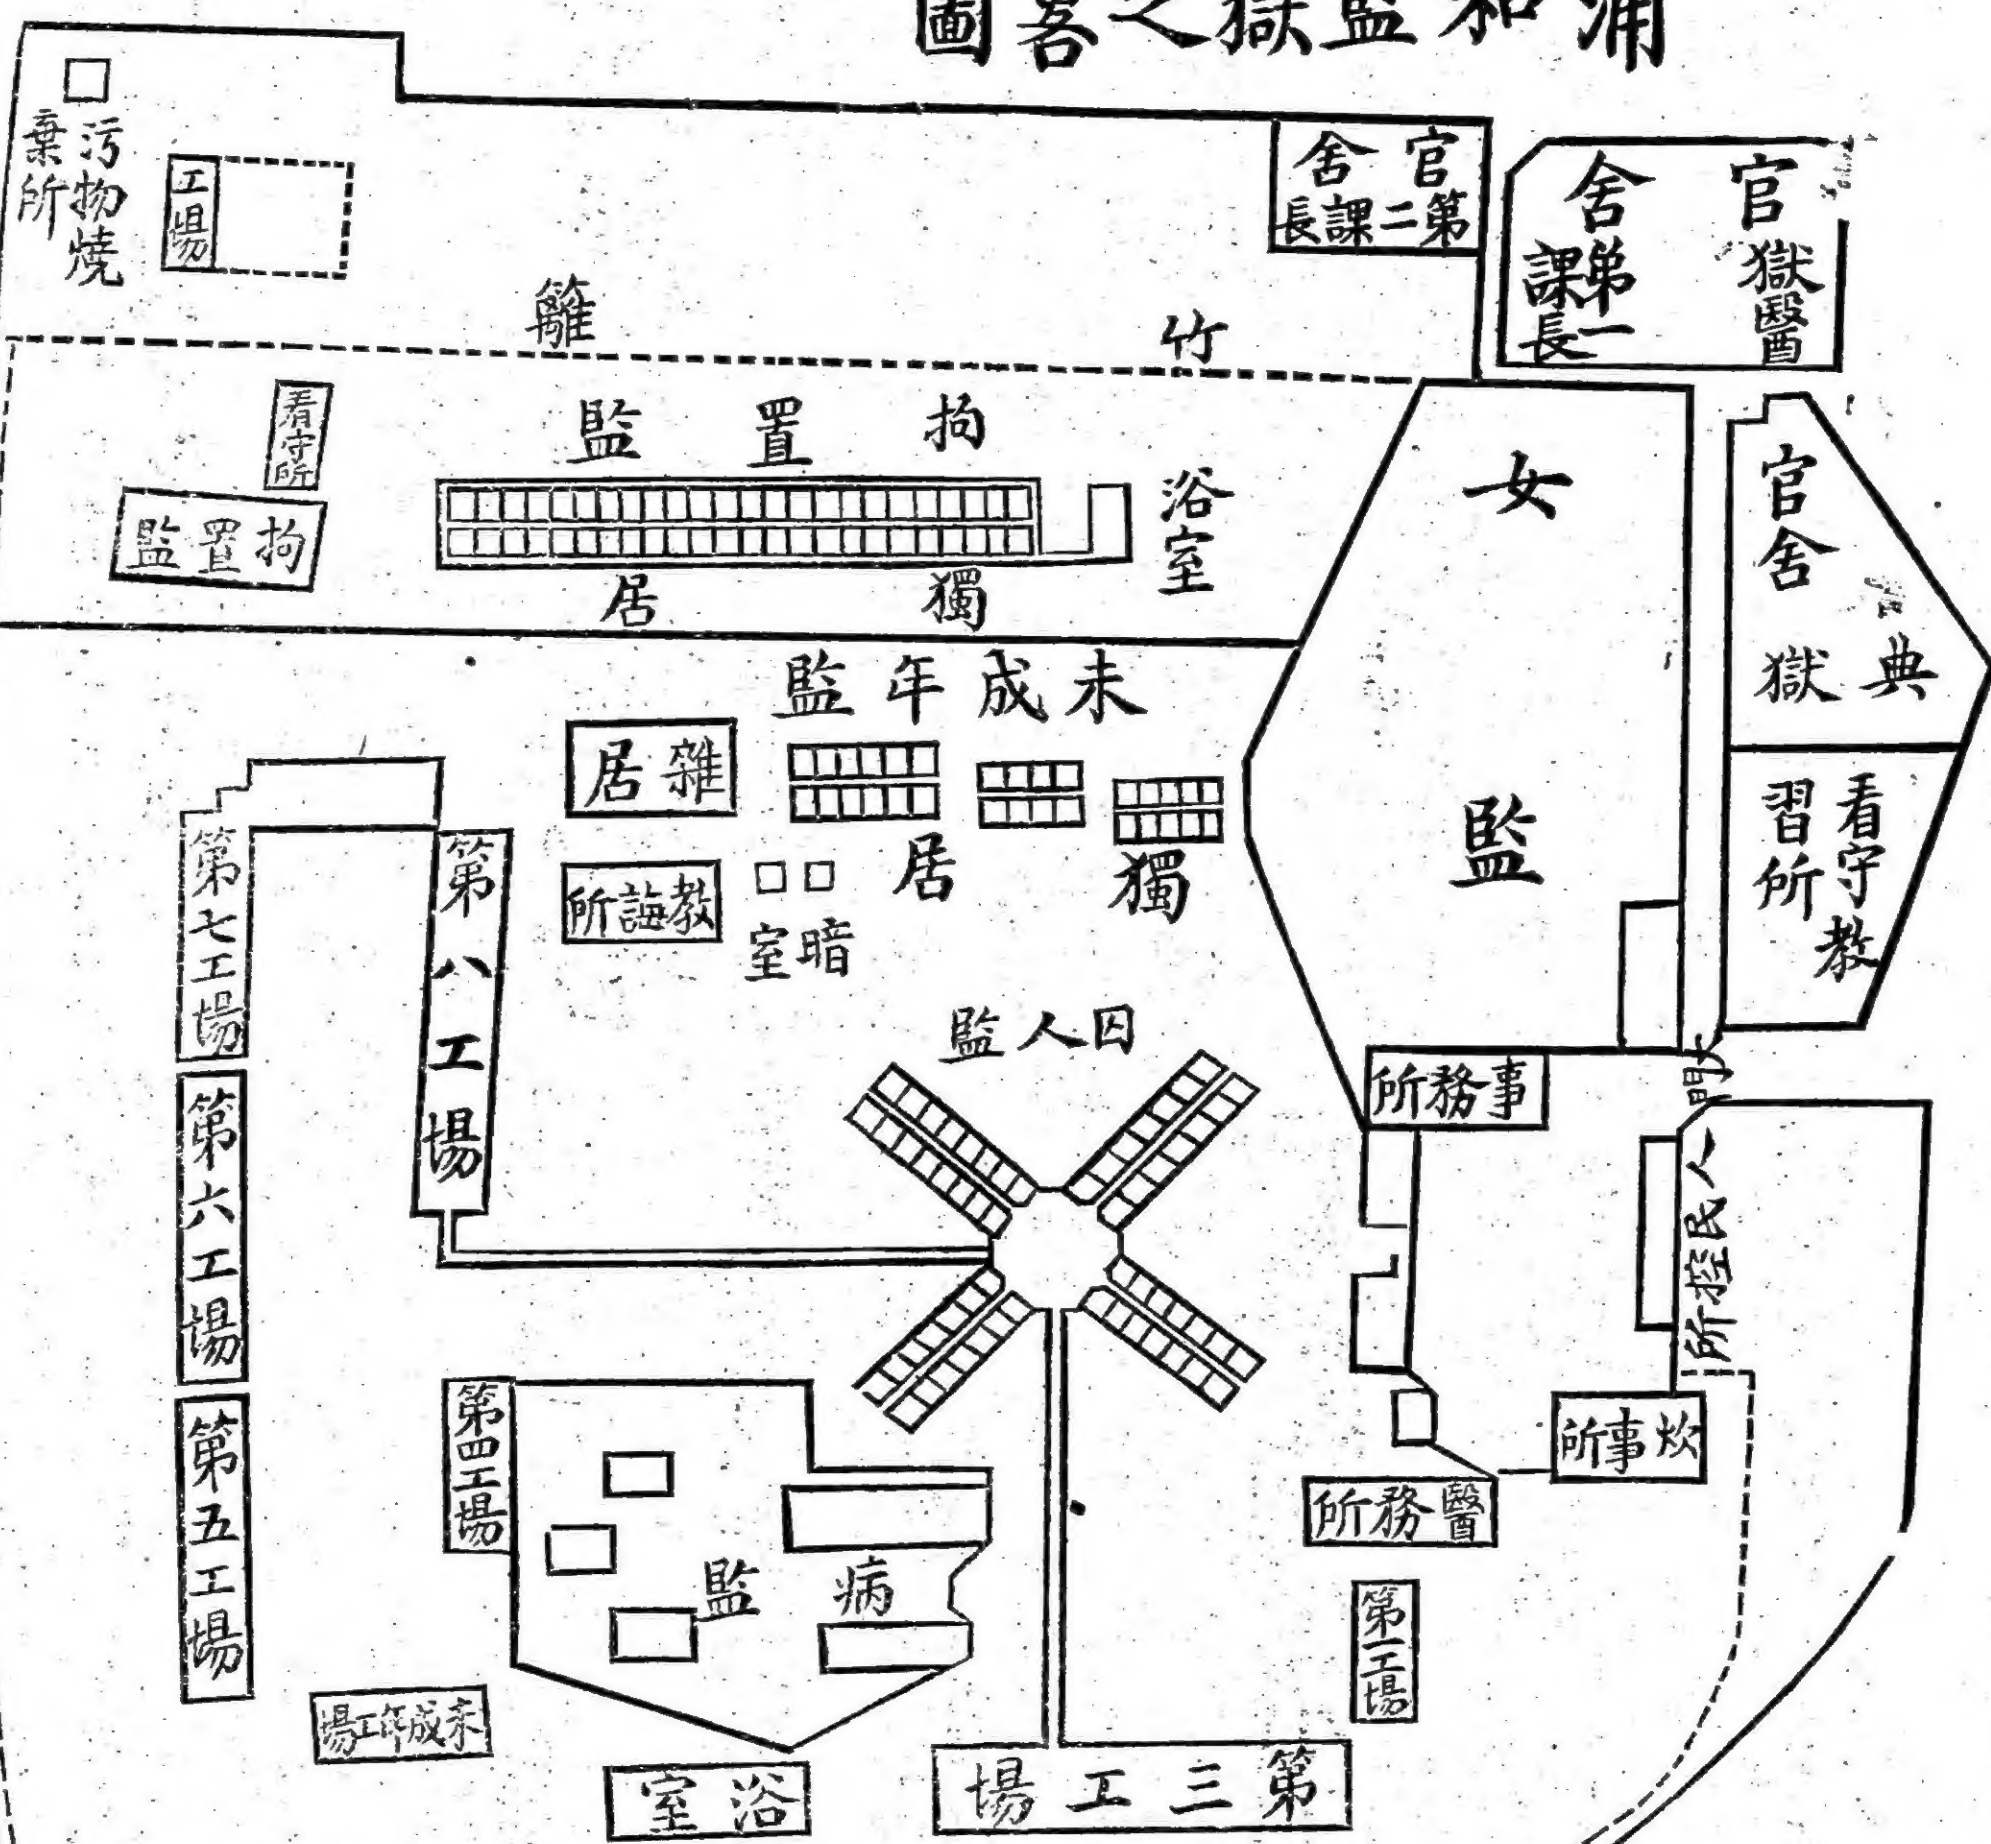 浦和監獄之畧圖
官舍
獄醫
第一課長
官舍
第二課長
污物燒棄所
工場
竹籬
看守所
拘置監
拘置監
獨居
浴室
女監
官舍
典獄
看守教習所
未成年監
雜居
獨居
教誨所
暗室
囚人監
第八工場
第七工場
第六工場
第五工場
第四工場
事務所
大門
人民控所
炊事所
醫務所
病監
第一工場
未成年工場
浴室
第三工場